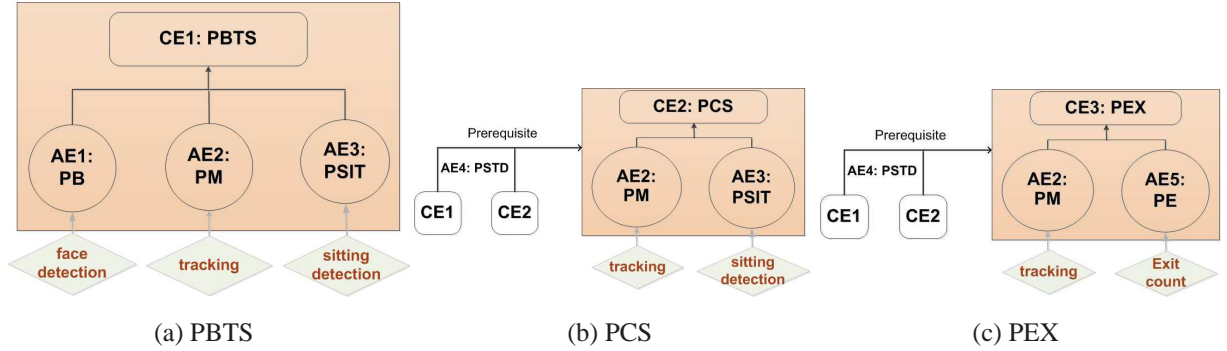 CE1: PBTS
AE1:
PB
AE2:
PM
AE3:
PSIT
face
detection
tracking
sitting
detection
(a) PBTS
CE2: PCS
Prerequisite
AE4: PSTD
CE1
CE2
AE2:
PM
AE3:
PSIT
tracking
sitting
detection
(b) PCS
CE3: PEX
Prerequisite
AE4: PSTD
CE1
CE2
AE2:
PM
AE5:
PE
tracking
Exit
count
(c) PEX